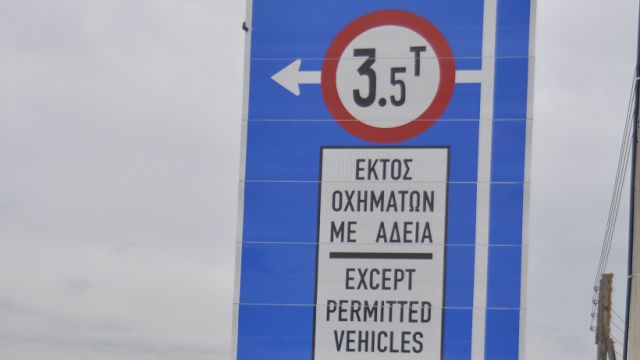 3.5T
ΕΚΤΟΣ
ΟΧΗΜΑΤΩΝ
ΜΕ ΑΔΕΙΑ
EXCEPT
PERMITTED
VEHICLES